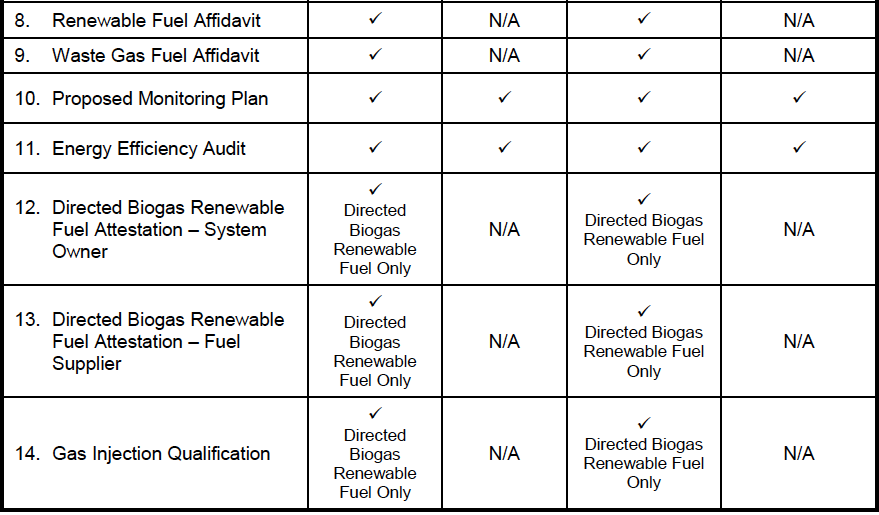 8. Renewable Fuel Affidavit ✓ N/A ✓ N/A
9. Waste Gas Fuel Affidavit ✓ N/A ✓ N/A
10. Proposed Monitoring Plan ✓ ✓ ✓ ✓
11. Energy Efficiency Audit ✓ ✓ ✓ ✓
12. Directed Biogas Renewable
Fuel Attestation – System
Owner
✓
Directed
Biogas
Renewable
Fuel Only
N/A
✓
Directed Biogas
Renewable Fuel
Only
N/A
13. Directed Biogas Renewable
Fuel Attestation – Fuel
Supplier
✓
Directed
Biogas
Renewable
Fuel Only
N/A
✓
Directed Biogas
Renewable Fuel
Only
N/A
14. Gas Injection Qualification
✓
Directed
Biogas
Renewable
Fuel Only
N/A
✓
Directed Biogas
Renewable Fuel
Only
N/A